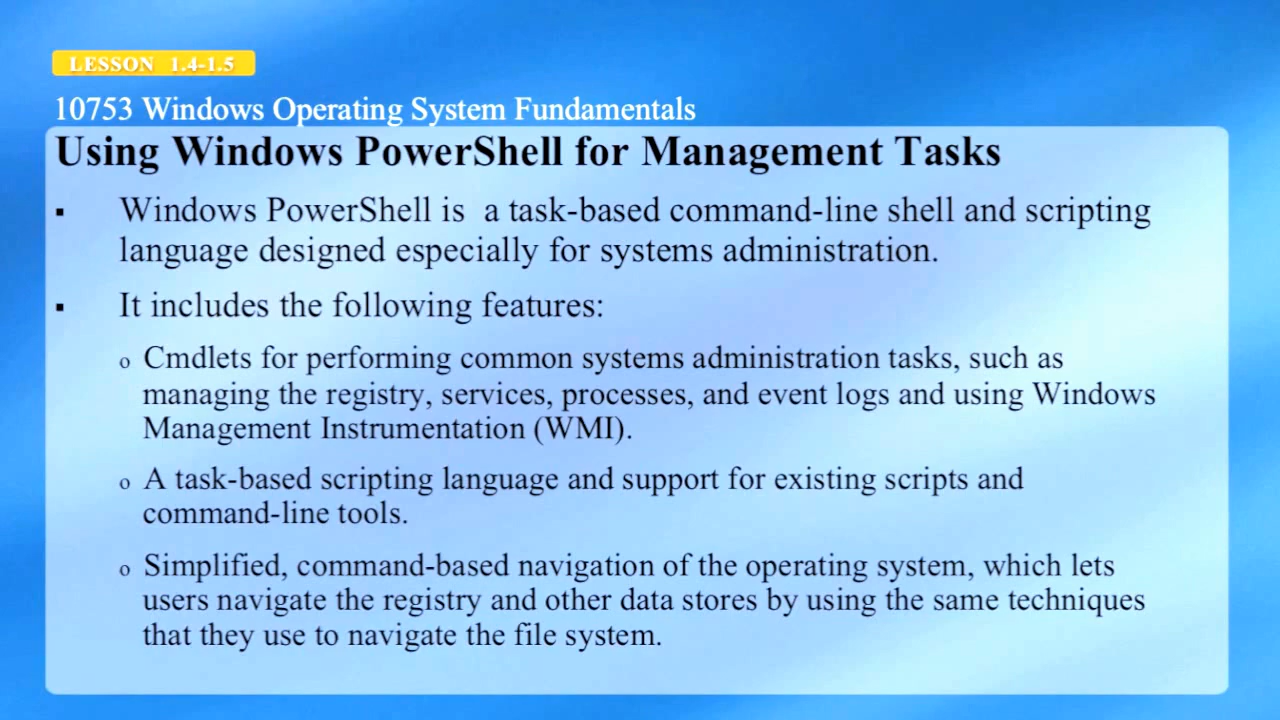 LESSON 1.4-1.5
10753 Windows Operating System Fundamentals
Using Windows PowerShell for Management Tasks
▪ Windows PowerShell is a task-based command-line shell and scripting
language designed especially for systems administration.
▪ It includes the following features:
o Cmdlets for performing common systems administration tasks, such as
managing the registry, services, processes, and event logs and using Windows
Management Instrumentation (WMI).
o A task-based scripting language and support for existing scripts and
command-line tools.
o Simplified, command-based navigation of the operating system, which lets
users navigate the registry and other data stores by using the same techniques
that they use to navigate the file system.